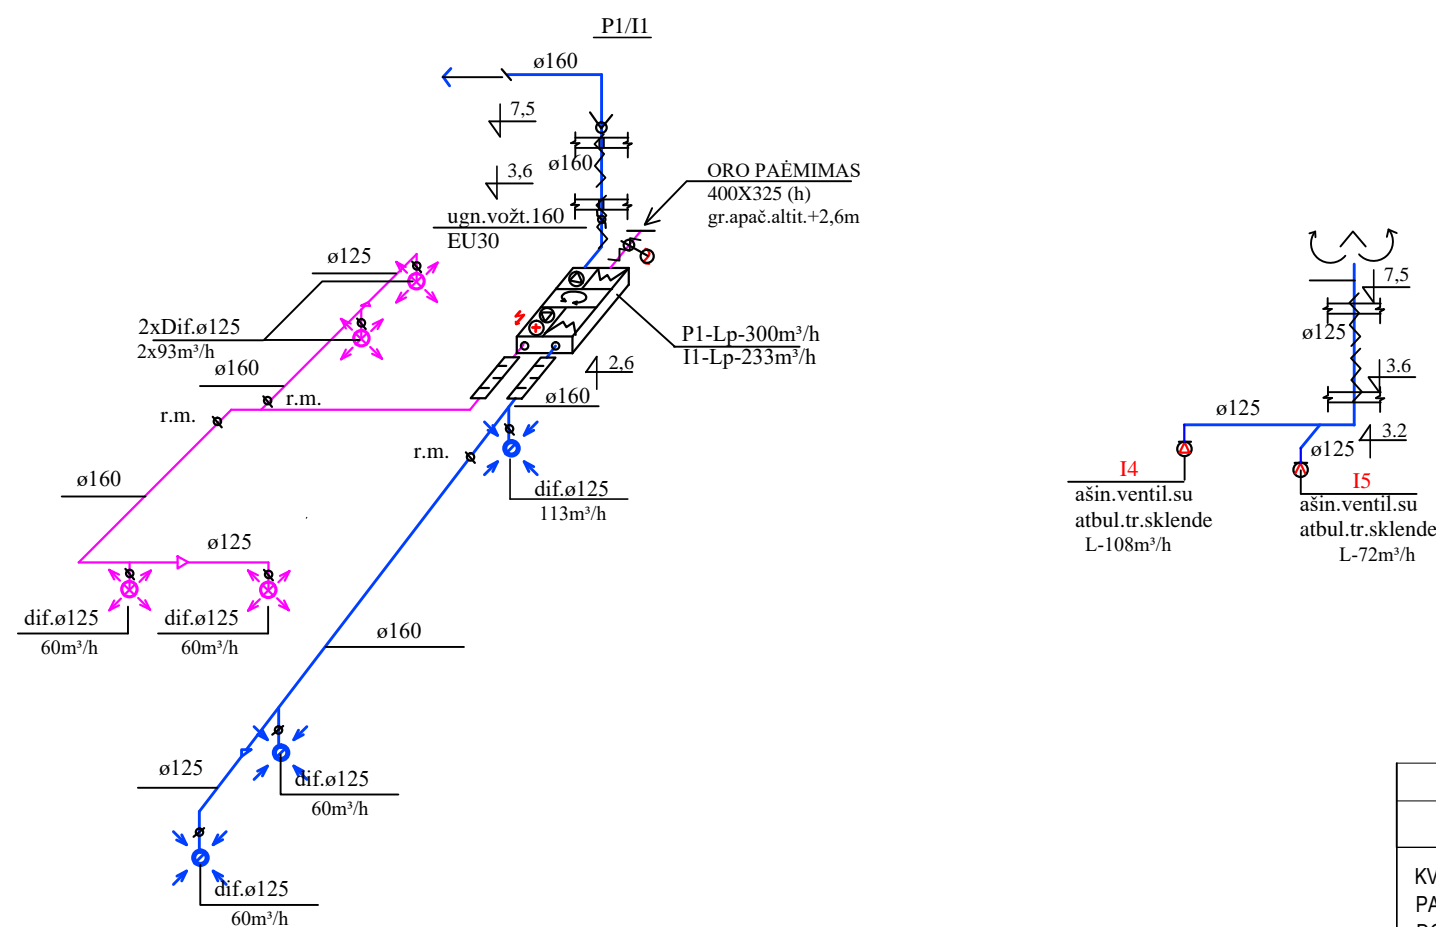 P1/I1
ø160
7,5
ø160
3,6
ORO PAĖMIMAS
400X325 (h)
gr.apač.altit.+2,6m
ugn.vožt.160
EU30
ø125
2xDif.ø125
2x93m³/h
P1-Lp-300m³/h
I1-Lp-233m³/h
2,6
ø160
r.m.
r.m.
ø160
r.m.
dif.ø125
113m³/h
ø160
ø125
dif.ø125
60m³/h
dif.ø125
60m³/h
ø160
ø125
dif.ø125
60m³/h
dif.ø125
60m³/h
7,5
ø125
3.6
ø125
3.2
ø125
I4
ašin.ventil.su
atbul.tr.sklende
L-108m³/h
I5
ašin.ventil.su
atbul.tr.sklende
L-72m³/h
KV
PA